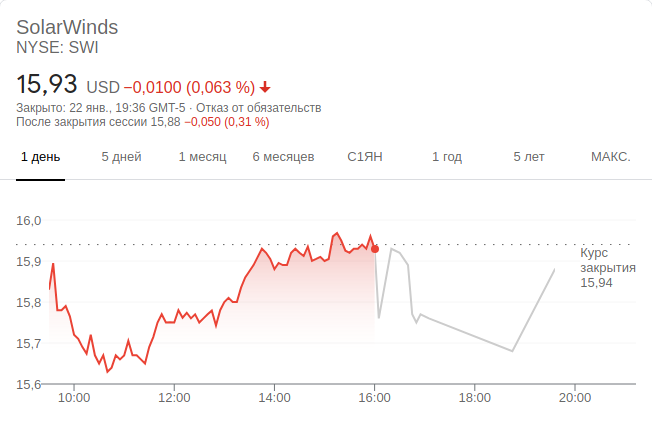 SolarWinds
NYSE: SWI
15,93 USD −0,0100 (0,063 %)
Закрыто: 22 янв., 19:36 GMT-5 · Отказ от обязательств
После закрытия сессии 15,88 −0,050 (0,31 %)
1 день 5 дней 1 месяц 6 месяцев С1ЯН 1 год 5 лет МАКС.
16,0
15,9
15,8
15,7
15,6
Курс
закрытия
15,94
10:00 12:00 14:00 16:00 18:00 20:00